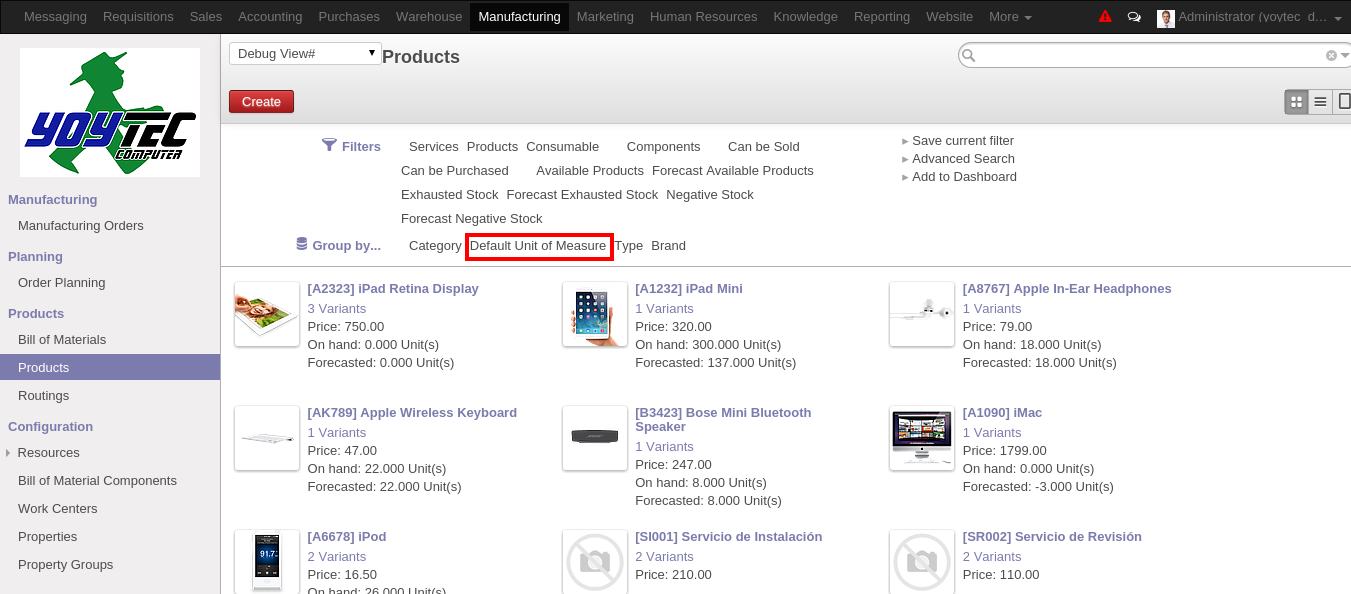 Messaging Requisitions Sales Accounting Purchases Warehouse Manufacturing Marketing Human Resources Knowledge Reporting Website More Administrator (yoytec_d...
YOYTEC
COMPUTER
Manufacturing
Manufacturing Orders
Planning
Order Planning
Products
Bill of Materials
Products
Routings
Configuration
Resources
Bill of Material Components
Work Centers
Properties
Property Groups
Debug View#
Products
Create
Filters Services Products Consumable Components Can be Sold
Can be Purchased Available Products Forecast Available Products
Exhausted Stock Forecast Exhausted Stock Negative Stock
Forecast Negative Stock
Group by... Category Default Unit of Measure Type Brand
Save current filter
Advanced Search
Add to Dashboard
[A2323] iPad Retina Display
3 Variants
Price: 750.00
On hand: 0.000 Unit(s)
Forecasted: 0.000 Unit(s)
[A1232] iPad Mini
1 Variants
Price: 320.00
On hand: 300.000 Unit(s)
Forecasted: 137.000 Unit(s)
[A8767] Apple In-Ear Headphones
1 Variants
Price: 79.00
On hand: 18.000 Unit(s)
Forecasted: 18.000 Unit(s)
[AK789] Apple Wireless Keyboard
1 Variants
Price: 47.00
On hand: 22.000 Unit(s)
Forecasted: 22.000 Unit(s)
[B3423] Bose Mini Bluetooth
Speaker
1 Variants
Price: 247.00
On hand: 8.000 Unit(s)
Forecasted: 8.000 Unit(s)
[A1090] iMac
1 Variants
Price: 1799.00
On hand: 0.000 Unit(s)
Forecasted: -3.000 Unit(s)
91.7
[A6678] iPod
2 Variants
Price: 16.50
On hand: 26.000 Unit(s)
[SI001] Servicio de Instalación
2 Variants
Price: 210.00
[SR002] Servicio de Revisión
2 Variants
Price: 110.00